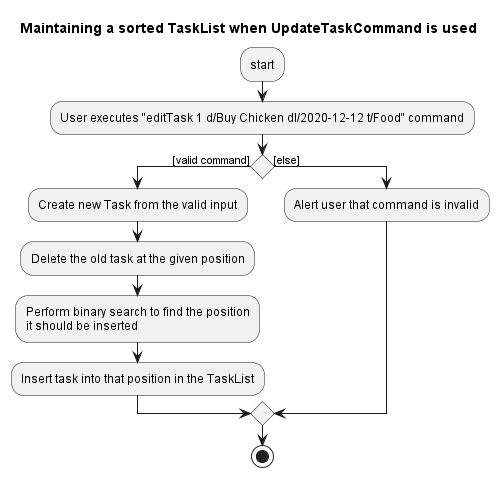 Maintaining a sorted TaskList when UpdateTaskCommand is used
start
User executes "editTask 1 d/Buy Chicken dl/2020-12-12 t/Food" command
[valid command]
[else]
Create new Task from the valid input
Alert user that command is invalid
Delete the old task at the given position
Perform binary search to find the position
it should be inserted
Insert task into that position in the TaskList